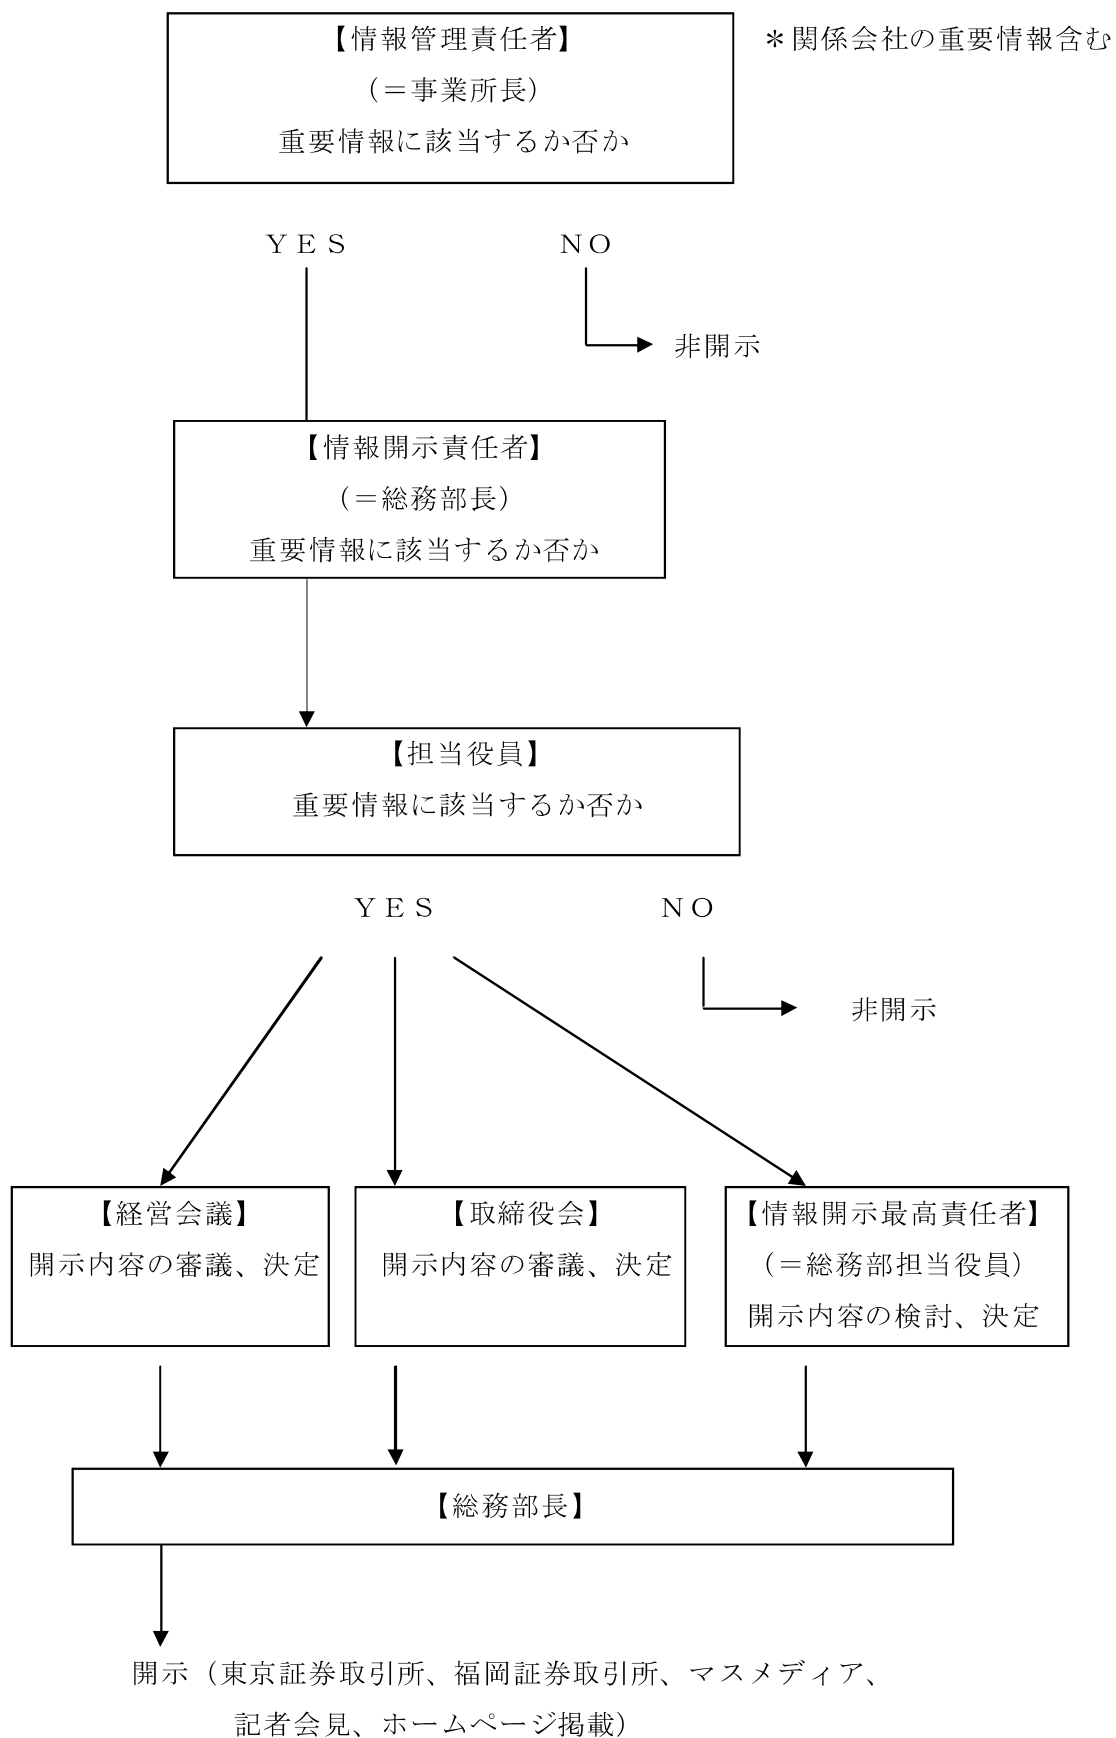 【情報管理責任者】
＊関係会社の重要情報含む
（＝事業所長）
重要情報に該当するか否か
ＹＥＳ
ＮＯ
非開示
【情報開示責任者】
（＝総務部長）
重要情報に該当するか否か
【担当役員】
重要情報に該当するか否か
ＹＥＳ
ＮＯ
非開示
【経営会議】
開示内容の審議、決定
【取締役会】
開示内容の審議、決定
【情報開示最高責任者】
（＝総務部担当役員）
開示内容の検討、決定
【総務部長】
開示（東京証券取引所、福岡証券取引所、マスメディア、
記者会見、ホームページ掲載）